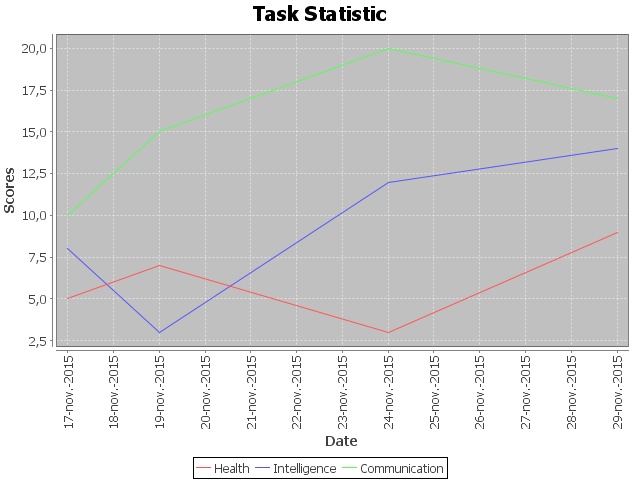 Task Statistic
20,0
17,5
15,0
12,5
10,0
7,5
5,0
2,5
Scores
17-nov.-2015
18-nov.-2015
19-nov.-2015
20-nov.-2015
21-nov.-2015
22-nov.-2015
23-nov.-2015
24-nov.-2015
25-nov.-2015
26-nov.-2015
27-nov.-2015
28-nov.-2015
29-nov.-2015
Date
Health Intelligence Communication